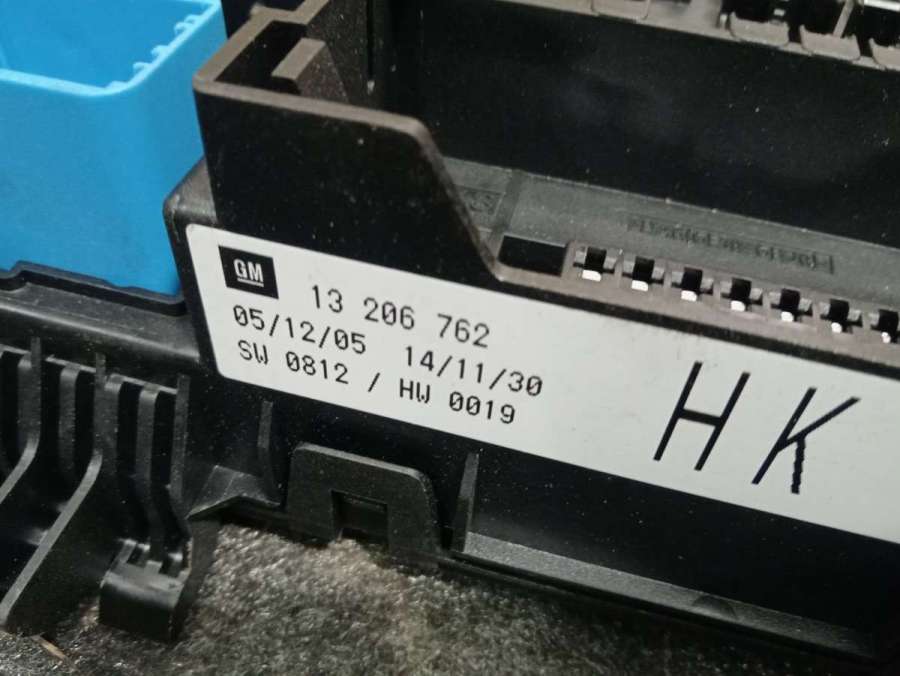 GM
13 206 762
05/12/05 14/11/30
SW 0812 / HW 0019
HK